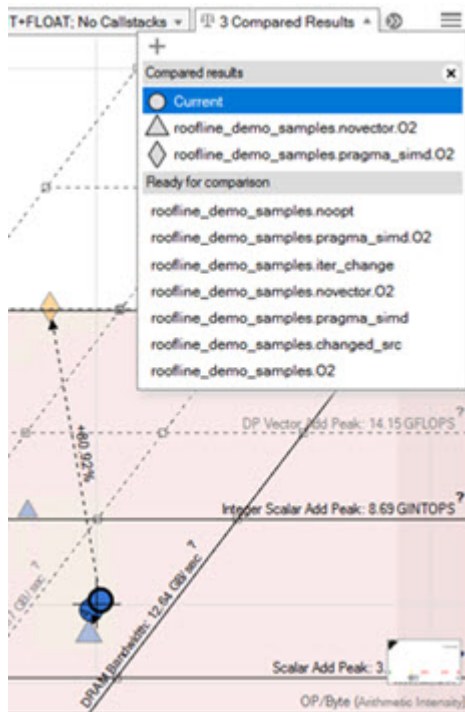 T+FLOAT; No Callstacks
3 Compared Results
Compared results
Current
roofline_demo_samples.novector.O2
roofline_demo_samples.pragma_simd.O2
Ready for comparison
roofline_demo_samples.noopt
roofline_demo_samples.pragma_simd.O2
roofline_demo_samples.iter_change
roofline_demo_samples.novector.O2
roofline_demo_samples.pragma_simd
roofline_demo_samples.changed_src
roofline_demo_samples.O2
?
DP Vector Add Peak: 14.15 GFLOPS
+80.92%
?
Integer Scalar Add Peak: 8.69 GINTOPS
?
?
GB/sec
DRAM Bandwidth: 12.64 GB/sec
Scalar Add Peak: 3.
OP/Byte (Arithmetic Intensity)